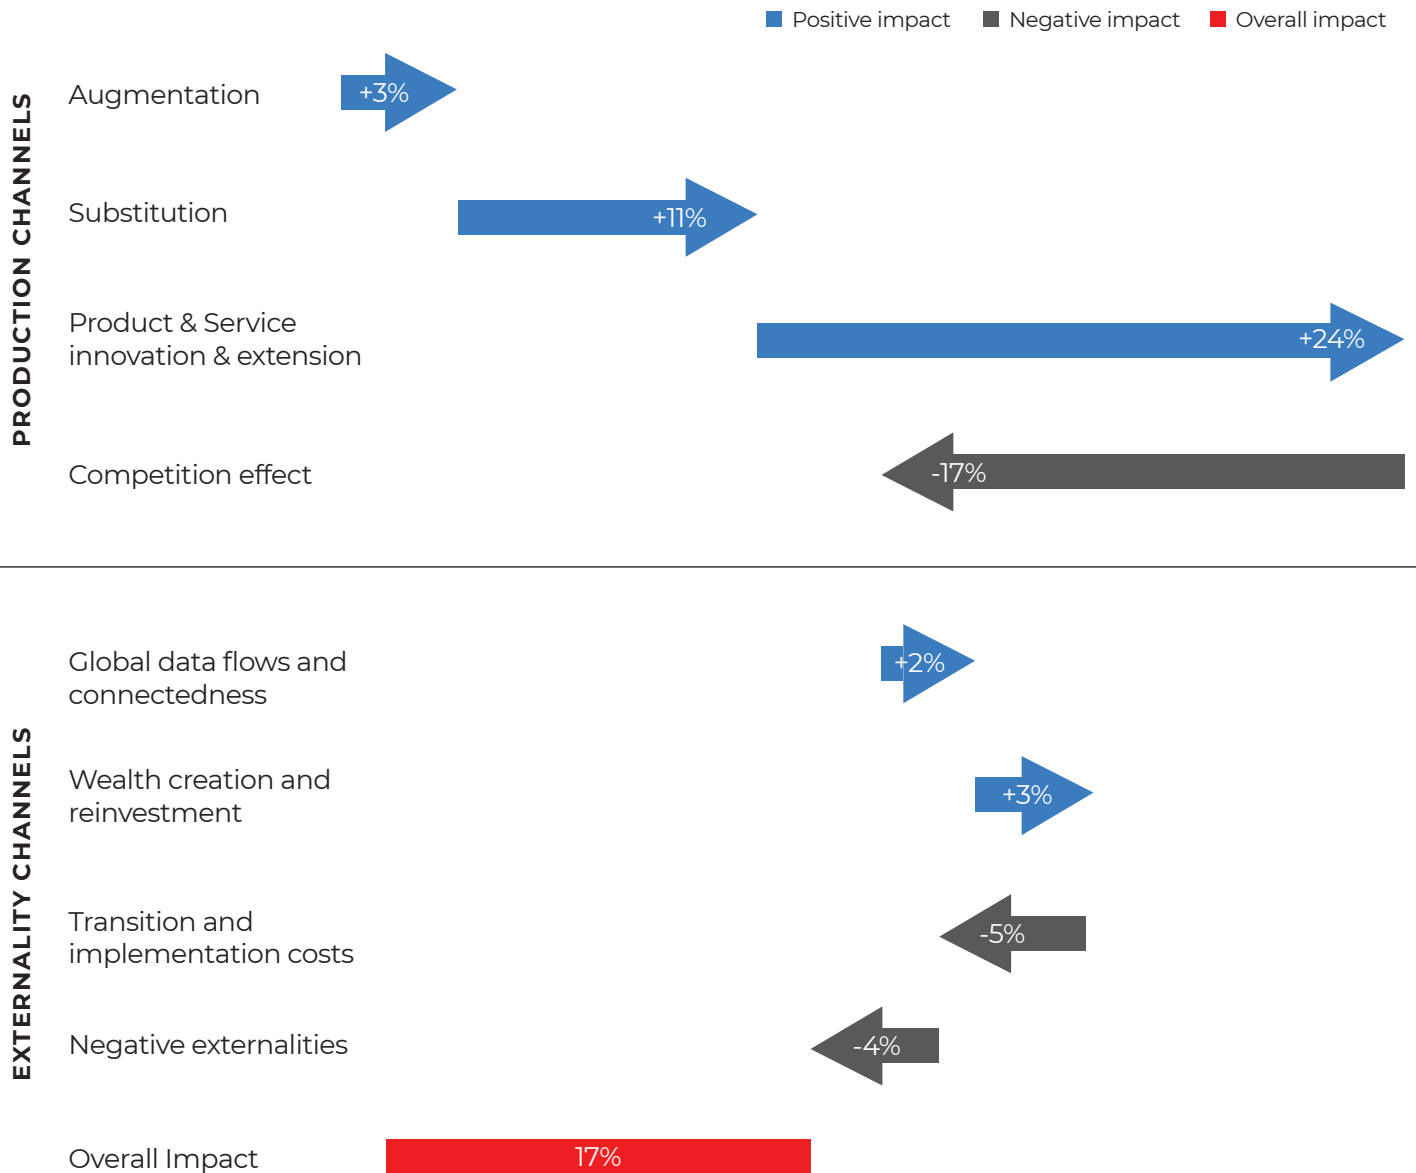 Positive impact
Negative impact
Overall impact
PRODUCTION CHANNELS
Augmentation
+3%
Substitution
+11%
Product & Service
innovation & extension
+24%
Competition effect
-17%
EXTERNALITY CHANNELS
Global data flows and
connectedness
+2%
Wealth creation and
reinvestment
+3%
Transition and
implementation costs
-5%
Negative externalities
-4%
Overall Impact
17%